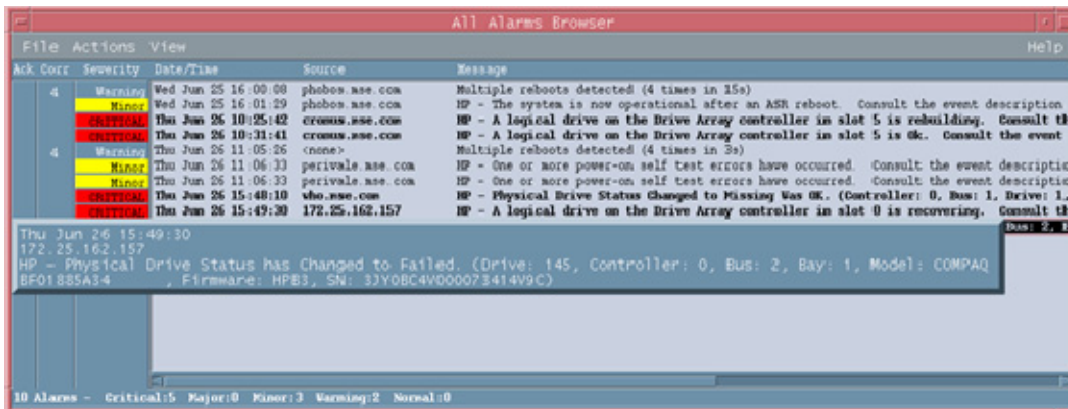 All Alarms Browser
File Actions View Help
Ack Corr Severity Date/Time Source Message
4 Warning Wed Jun 25 16:00:08 phobos.mse.com Multiple reboots detected (4 times in 15s)
Minor Wed Jun 25 16:01:29 phobos.mse.com HP - The system is now operational after an ASR reboot. Consult the event description
CRITICAL Thu Jun 26 10:25:42 cronus.mse.com HP - A logical drive on the Drive Array controller in slot 5 is rebuilding. Consult th
CRITICAL Thu Jun 26 10:31:41 cronus.mse.com HP - A logical drive on the Drive Array controller in slot 5 is Ok. Consult the event
4 Warning Thu Jun 26 11:05:26 <none> Multiple reboots detected (4 times in 3s)
Minor Thu Jun 26 11:06:33 perivale.mse.com HP - One or more power-on self test errors have occurred. Consult the event descriptio
Minor Thu Jun 26 11:06:33 perivale.mse.com HP - One or more power-on self test errors have occurred. Consult the event descriptio
CRITICAL Thu Jun 26 15:48:10 who.mse.com HP - Physical Drive Status Changed to Missing Was OK. (Controller: 0, Bus: 1, Drive: 1,
CRITICAL Thu Jun 26 15:49:30 172.25.162.157 HP - A logical drive on the Drive Array controller in slot 0 is recovering. Consult th
Bus: 2,
Thu Jun 26 15:49:30
172.25.162.157
HP - Physical Drive Status has Changed to Failed. (Drive: 145, Controller: 0, Bus: 2, Bay: 1, Model: COMPAQ
BF01885A34 , Firmware: HPB3, SN: 3JY0BC4V000073414V9C)
10 Alarms - Critical:5 Major:0 Minor:3 Warning:2 Normal:0